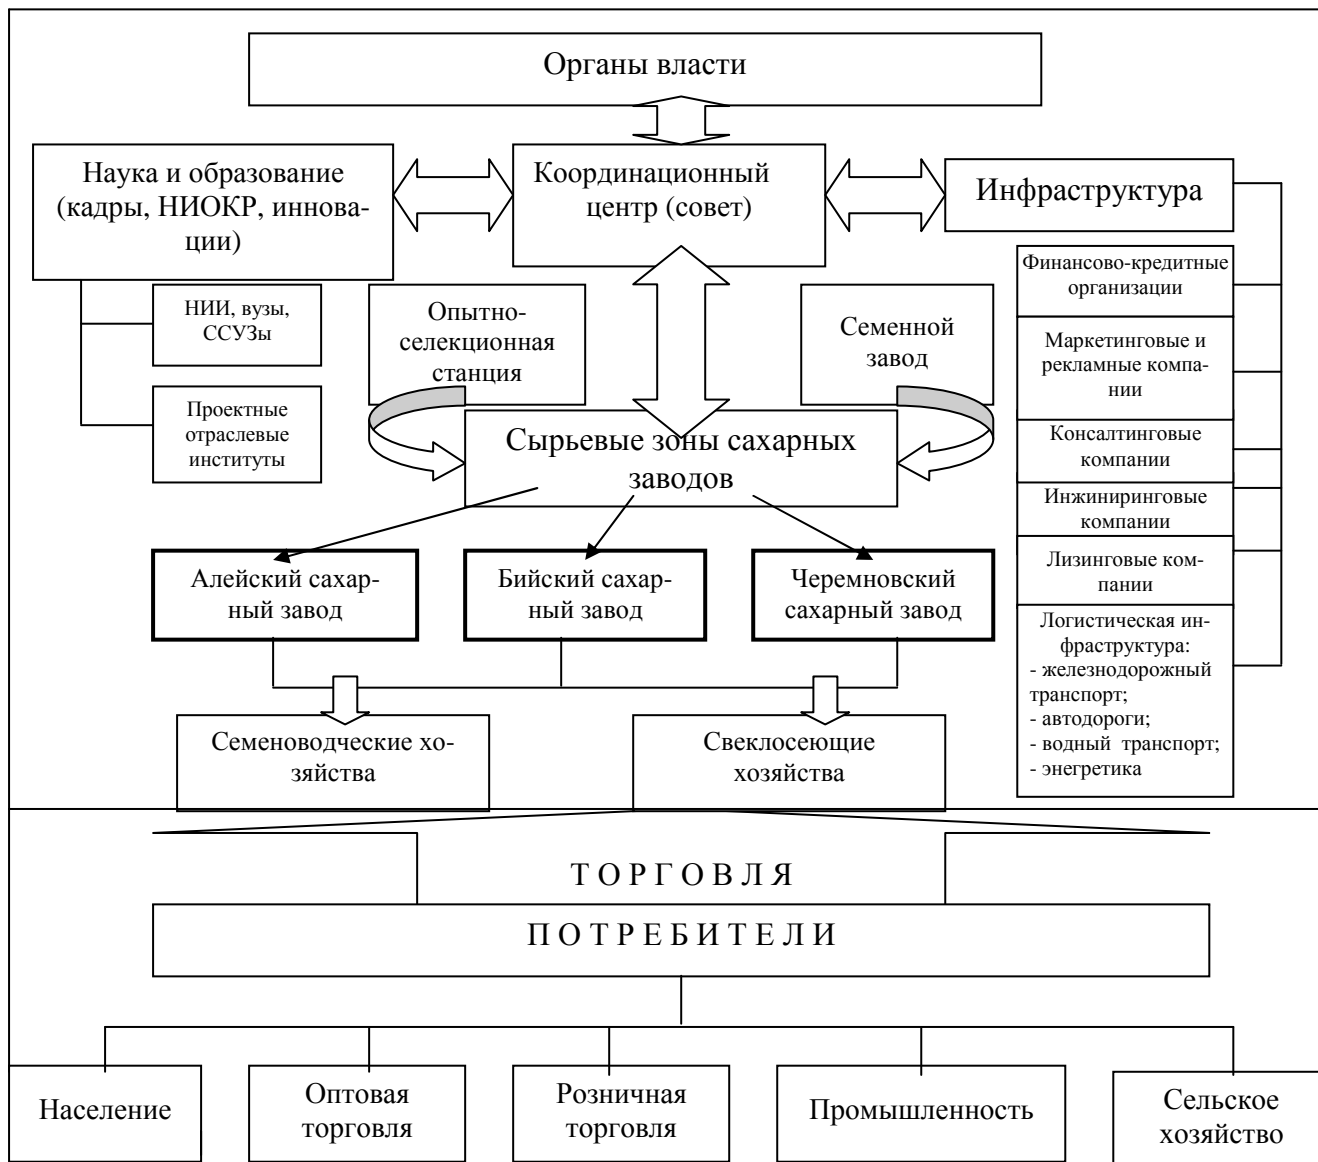 Органы власти
Наука и образование
(кадры, НИОКР, иннова-
ции)
Координационный
центр (совет)
Инфраструктура
НИИ, вузы,
ССУЗы
Проектные
отраслевые
институты
Опытно-
селекционная
станция
Семенной
завод
Финансово-кредитные
организации
Маркетинговые и
рекламные компа-
нии
Консалтинговые
компании
Инжиниринговые
компании
Лизинговые ком-
пании
Логистическая ин-
фраструктура:
- железнодорожный
транспорт;
- автодороги;
- водный транспорт;
- энегретика
Сырьевые зоны сахарных
заводов
Алейский сахар-
ный завод
Бийский сахар-
ный завод
Черемновский
сахарный завод
Семеноводческие хо-
зяйства
Свеклосеющие
хозяйства
Т О Р Г О В Л Я
П О Т Р Е Б И Т Е Л И
Население
Оптовая
торговля
Розничная
торговля
Промышленность
Сельское
хозяйство